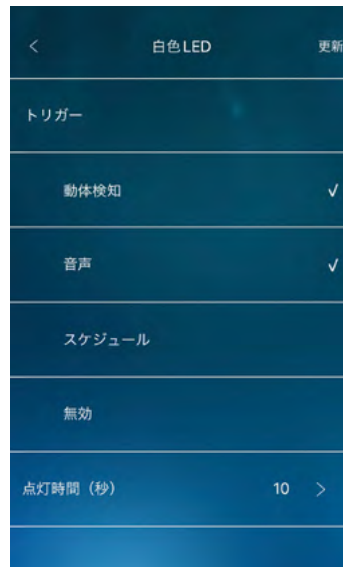 < 白色LED 更新
トリガー
動体検知 ✓
音声 ✓
スケジュール
無効
点灯時間（秒） 10 >